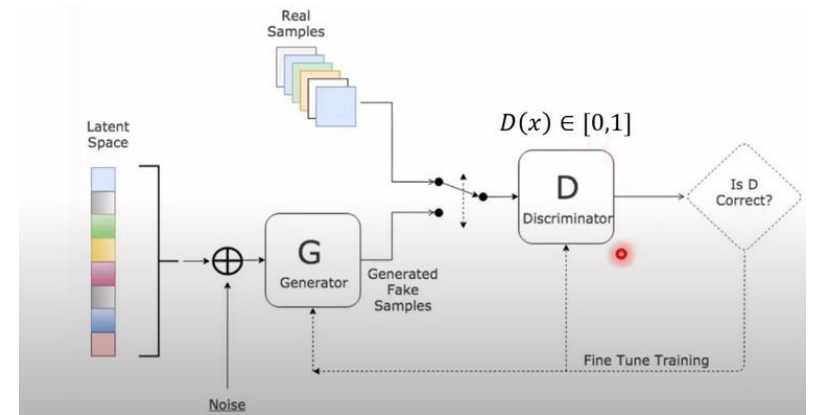 Real
Samples
D(x) ∈ [0,1]
Latent
Space
D
Discriminator
Is D
Correct?
G
Generator
Generated
Fake
Samples
Fine Tune Training
Noise